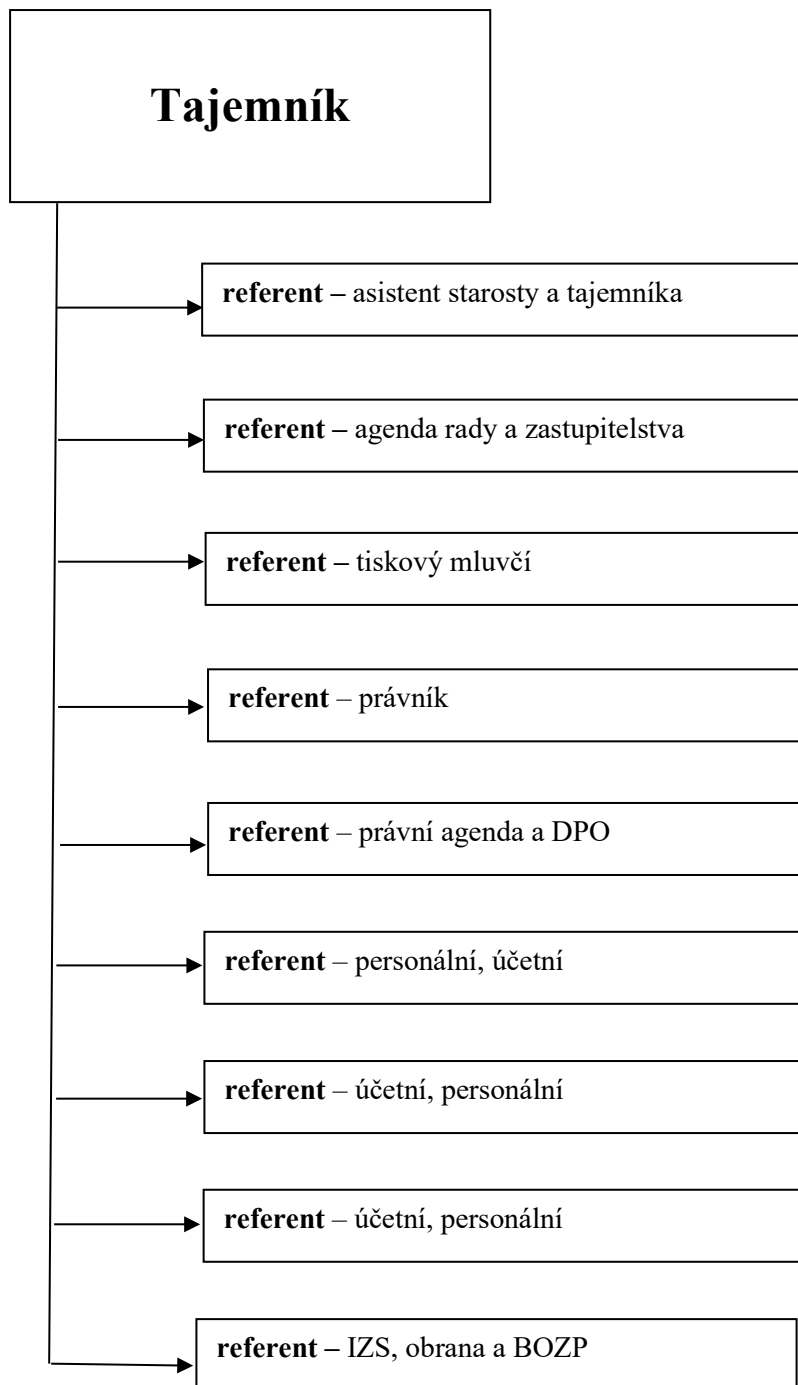 Tajemník
referent – asistent starosty a tajemníka
referent – agenda rady a zastupitelstva
referent – tiskový mluvčí
referent – právník
referent – právní agenda a DPO
referent – personální, účetní
referent – účetní, personální
referent – účetní, personální
referent – IZS, obrana a BOZP